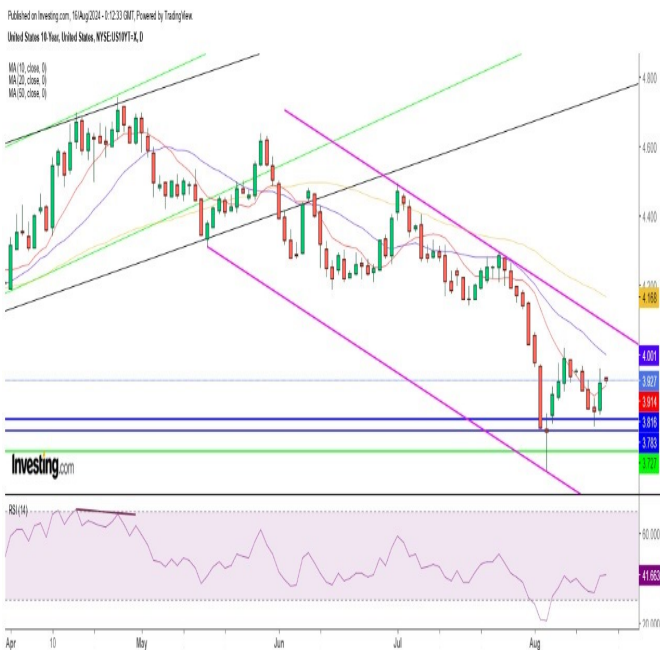 Published on Investing.com, 16/Aug/2024 - 0:12:33 GMT, Powered by TradingView.
United States 10-Year, United States, NYSE:US10YT=X, D
MA (10, close, 0)
MA (20, close, 0)
MA (50, close, 0)
4.800
4.600
4.400
4.200
4.168
4.001
3.927
3.914
3.816
3.783
3.727
Investing.com
RSI (14)
60.000
41.663
20.000
Apr 10 May Jun Jul Aug